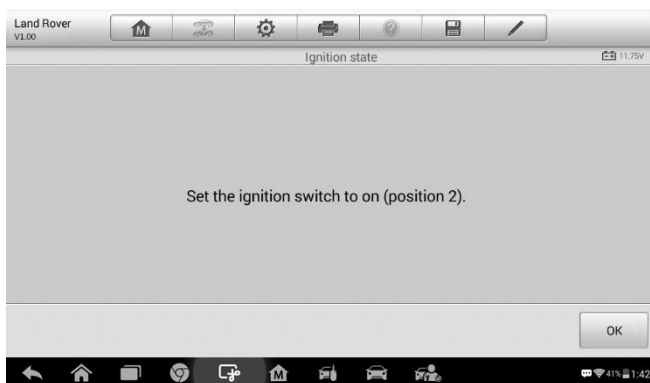 Land Rover
V1.00
Ignition state
11.75V
Set the ignition switch to on (position 2).
OK
41% 1:42